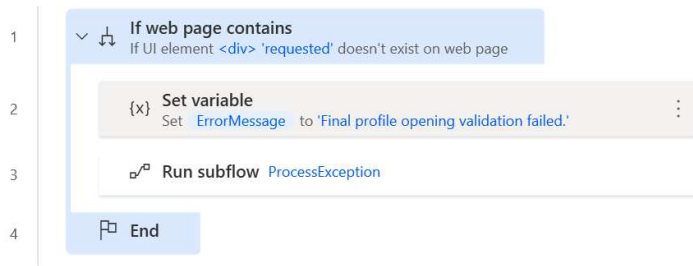 1
If web page contains
If UI element <div> 'requested' doesn't exist on web page
2
{x} Set variable
Set ErrorMessage to 'Final profile opening validation failed.'
3
Run subflow ProcessException
4
End